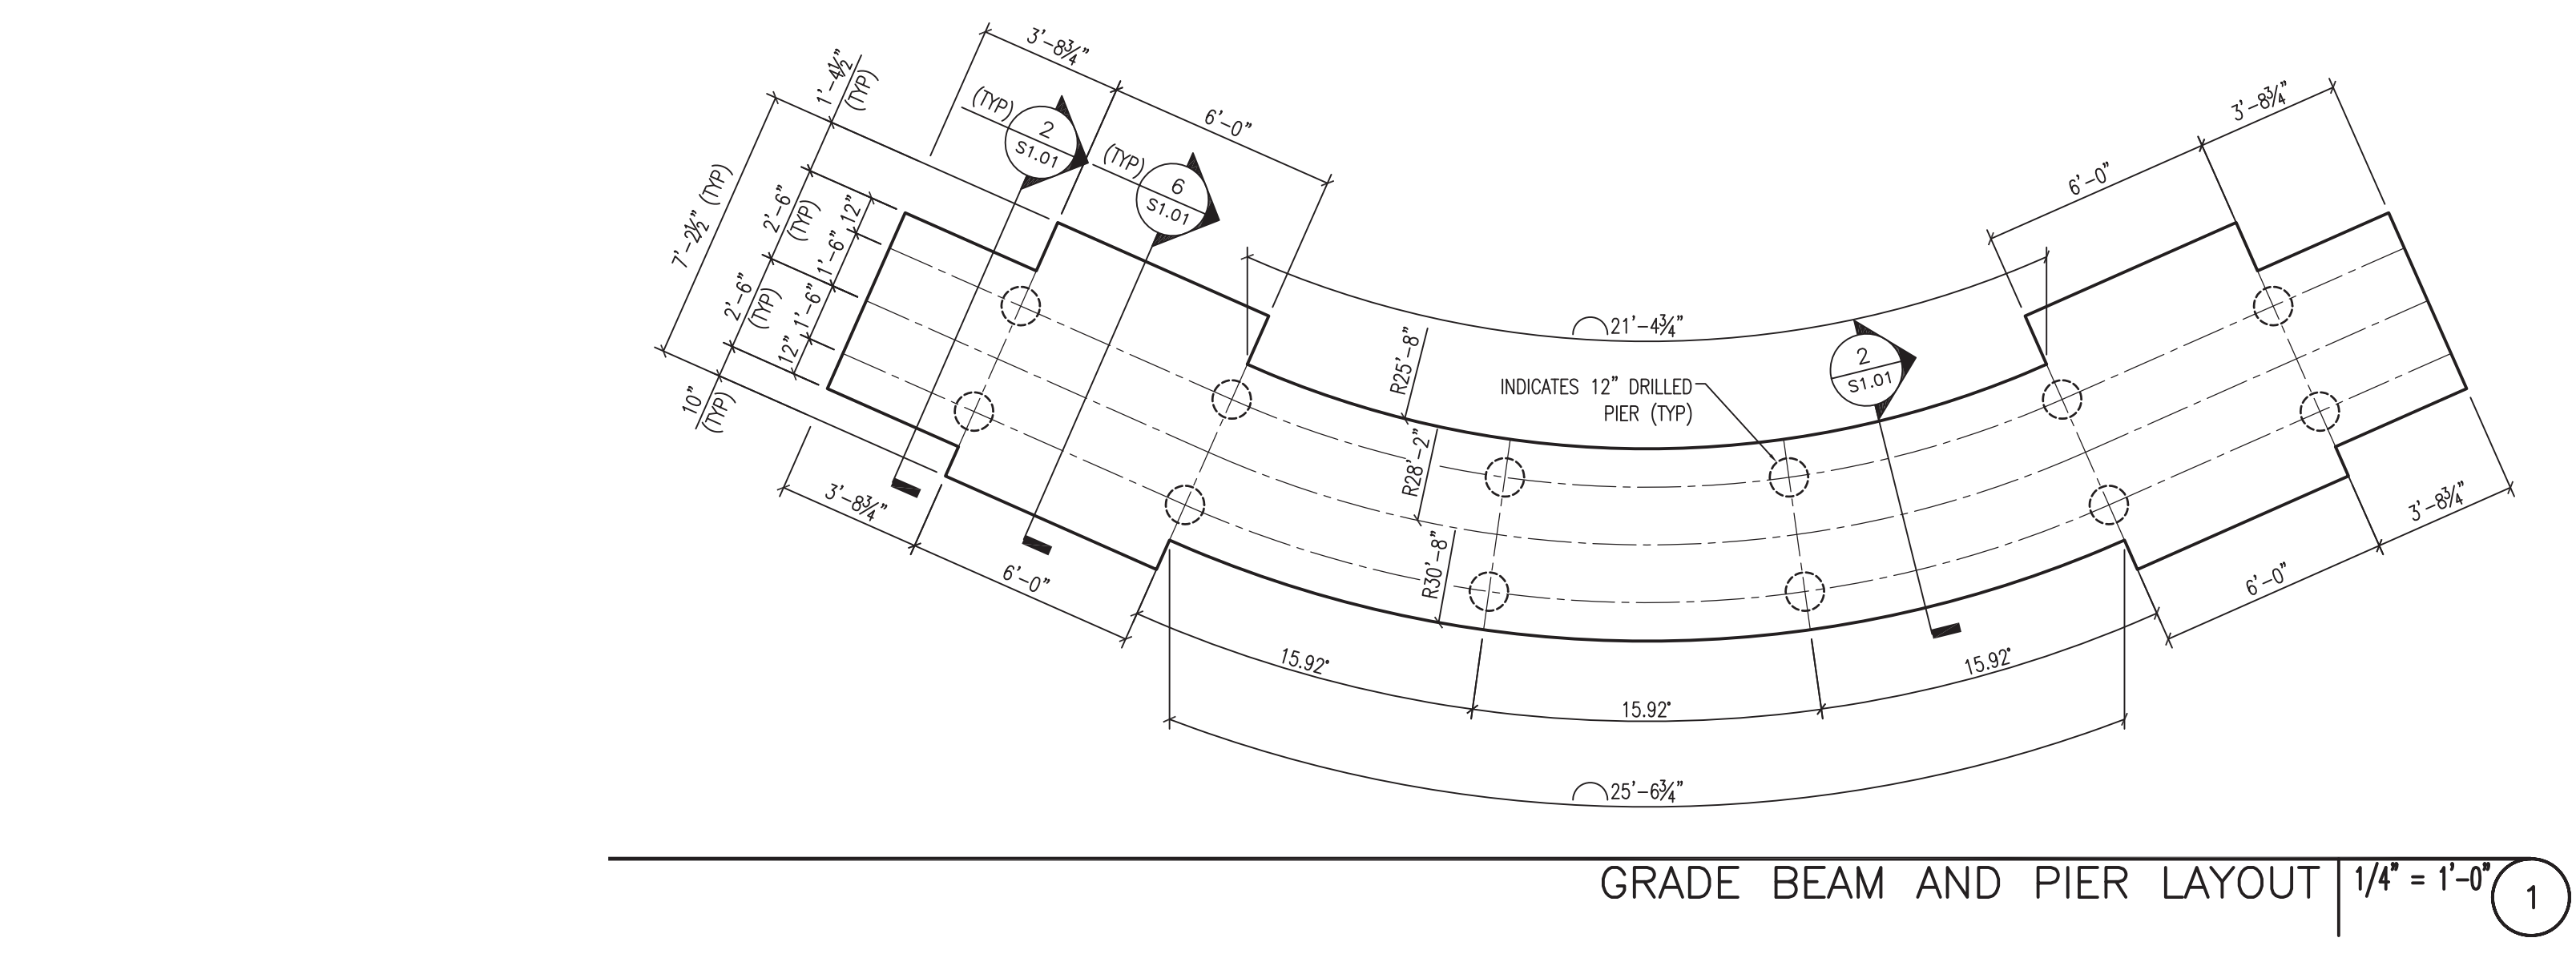 3'-8¾"
1'-4½"
(TYP)
(TYP)
2
S1.01
6'-0"
(TYP)
6
S1.01
7'-2½" (TYP)
2'-6"
(TYP)
12"
1'-6"
2'-6"
(TYP)
1'-6"
12"
10"
(TYP)
3'-8¾"
6'-0"
3'-8¾"
6'-0"
21'-4¾"
R25'-8"
INDICATES 12" DRILLED
PIER (TYP)
2
S1.01
R28'-2"
R30'-8"
3'-8¾"
6'-0"
15.92°
15.92°
15.92°
25'-6¾"
GRADE BEAM AND PIER LAYOUT
1/4" = 1'-0"
1